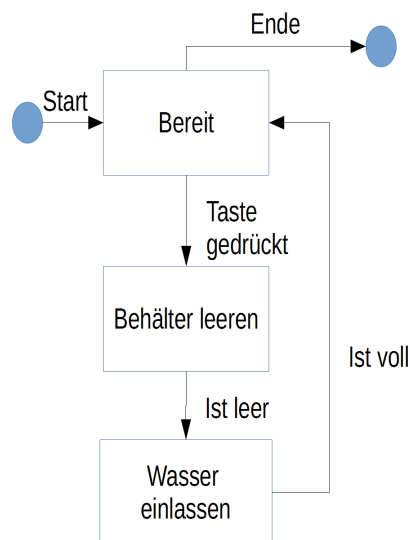 Ende
Start
Bereit
Taste
gedrückt
Behälter leeren
Ist voll
Ist leer
Wasser
einlassen